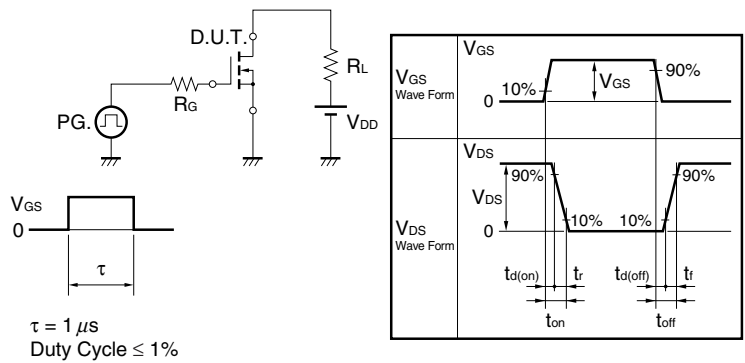 D.U.T.
RL
RG
PG.
VDD
VGS
0
τ
τ = 1 μs
Duty Cycle ≤ 1%
VGS
Wave Form
VGS
10%
VGS
90%
0
VDS
Wave Form
VDS
90%
VDS
10%
10%
90%
0
td(on)
tr
td(off)
tf
ton
toff